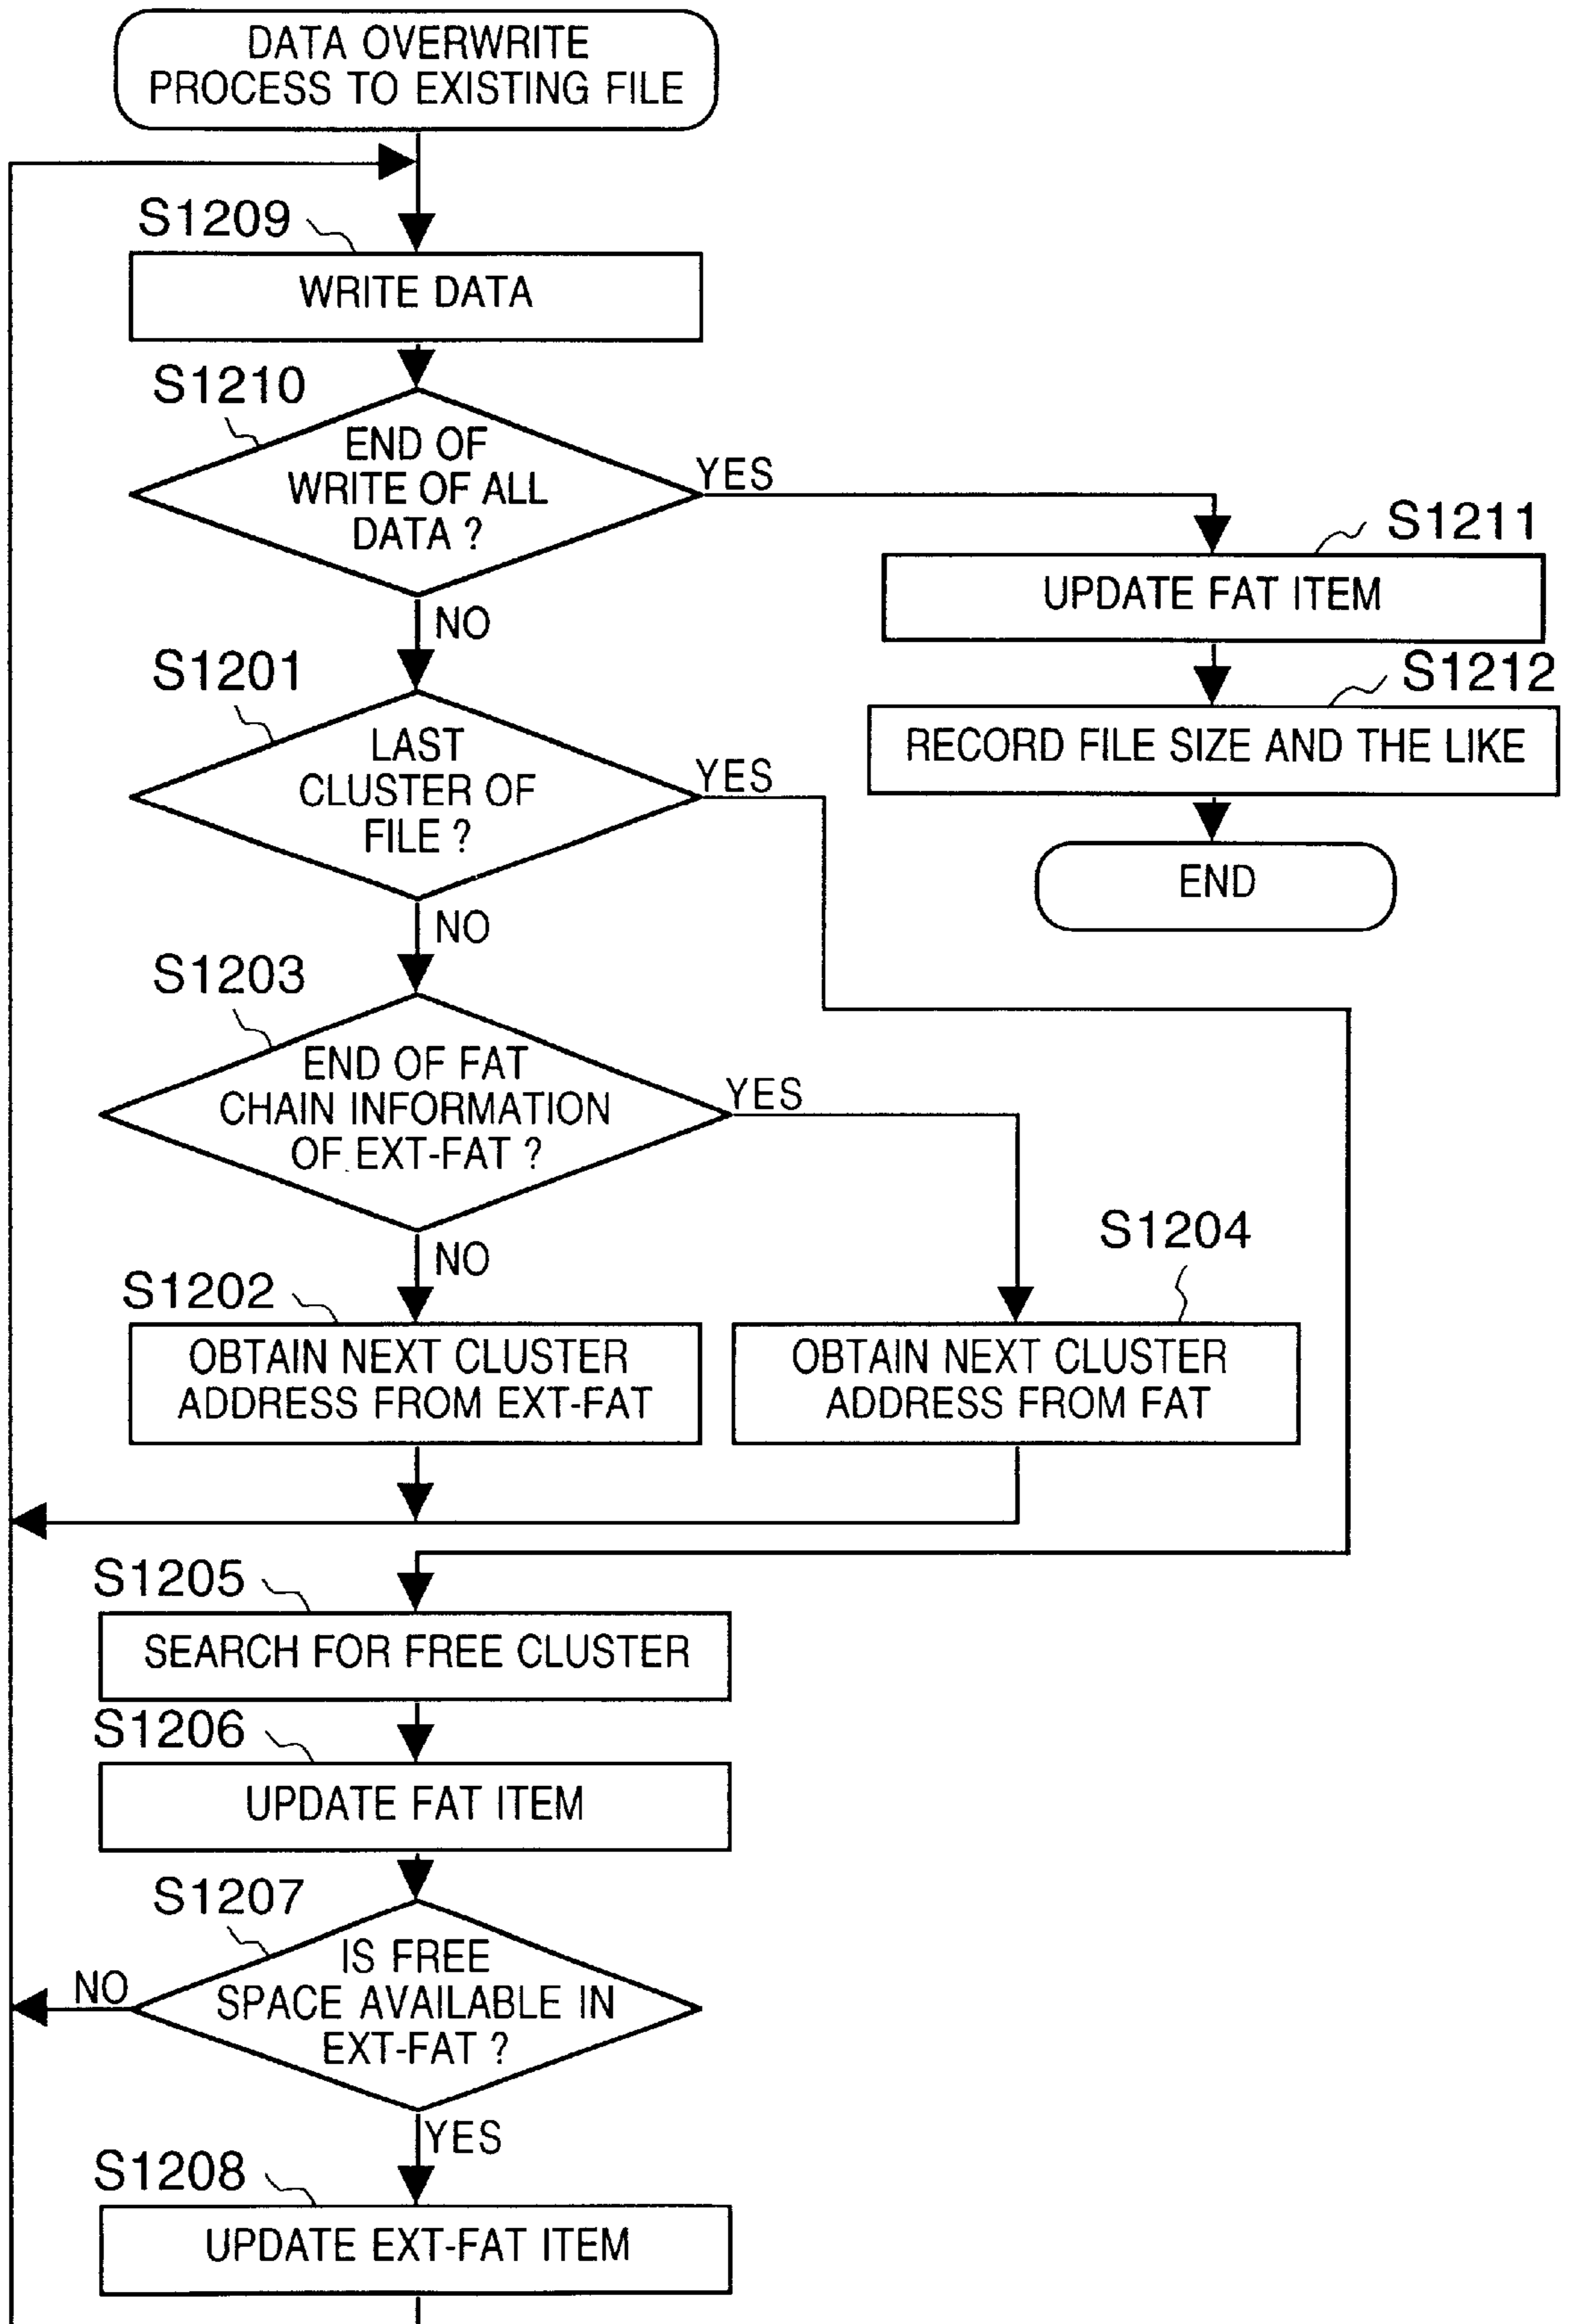 DATA OVERWRITE
PROCESS TO EXISTING FILE
S1209
WRITE DATA
S1210
END OF
WRITE OF ALL
DATA ?
YES
NO
S1211
UPDATE FAT ITEM
S1212
RECORD FILE SIZE AND THE LIKE
END
S1201
LAST
CLUSTER OF
FILE ?
YES
NO
S1203
END OF FAT
CHAIN INFORMATION
OF EXT-FAT ?
YES
NO
S1202
OBTAIN NEXT CLUSTER
ADDRESS FROM EXT-FAT
S1204
OBTAIN NEXT CLUSTER
ADDRESS FROM FAT
S1205
SEARCH FOR FREE CLUSTER
S1206
UPDATE FAT ITEM
S1207
IS FREE
SPACE AVAILABLE IN
EXT-FAT ?
NO
YES
S1208
UPDATE EXT-FAT ITEM